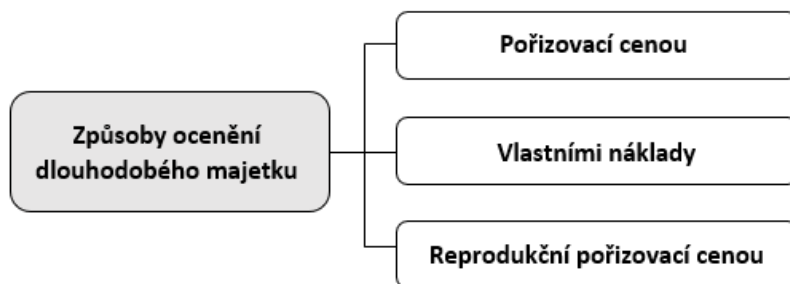 Způsoby ocenění
dlouhodobého majetku
Pořizovací cenou
Vlastními náklady
Reprodukční pořizovací cenou